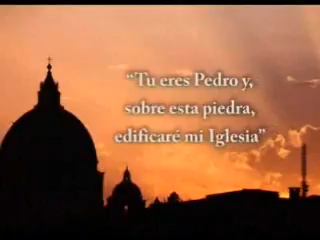 “Tu eres Pedro y,
sobre esta piedra,
edificaré mi Iglesia”